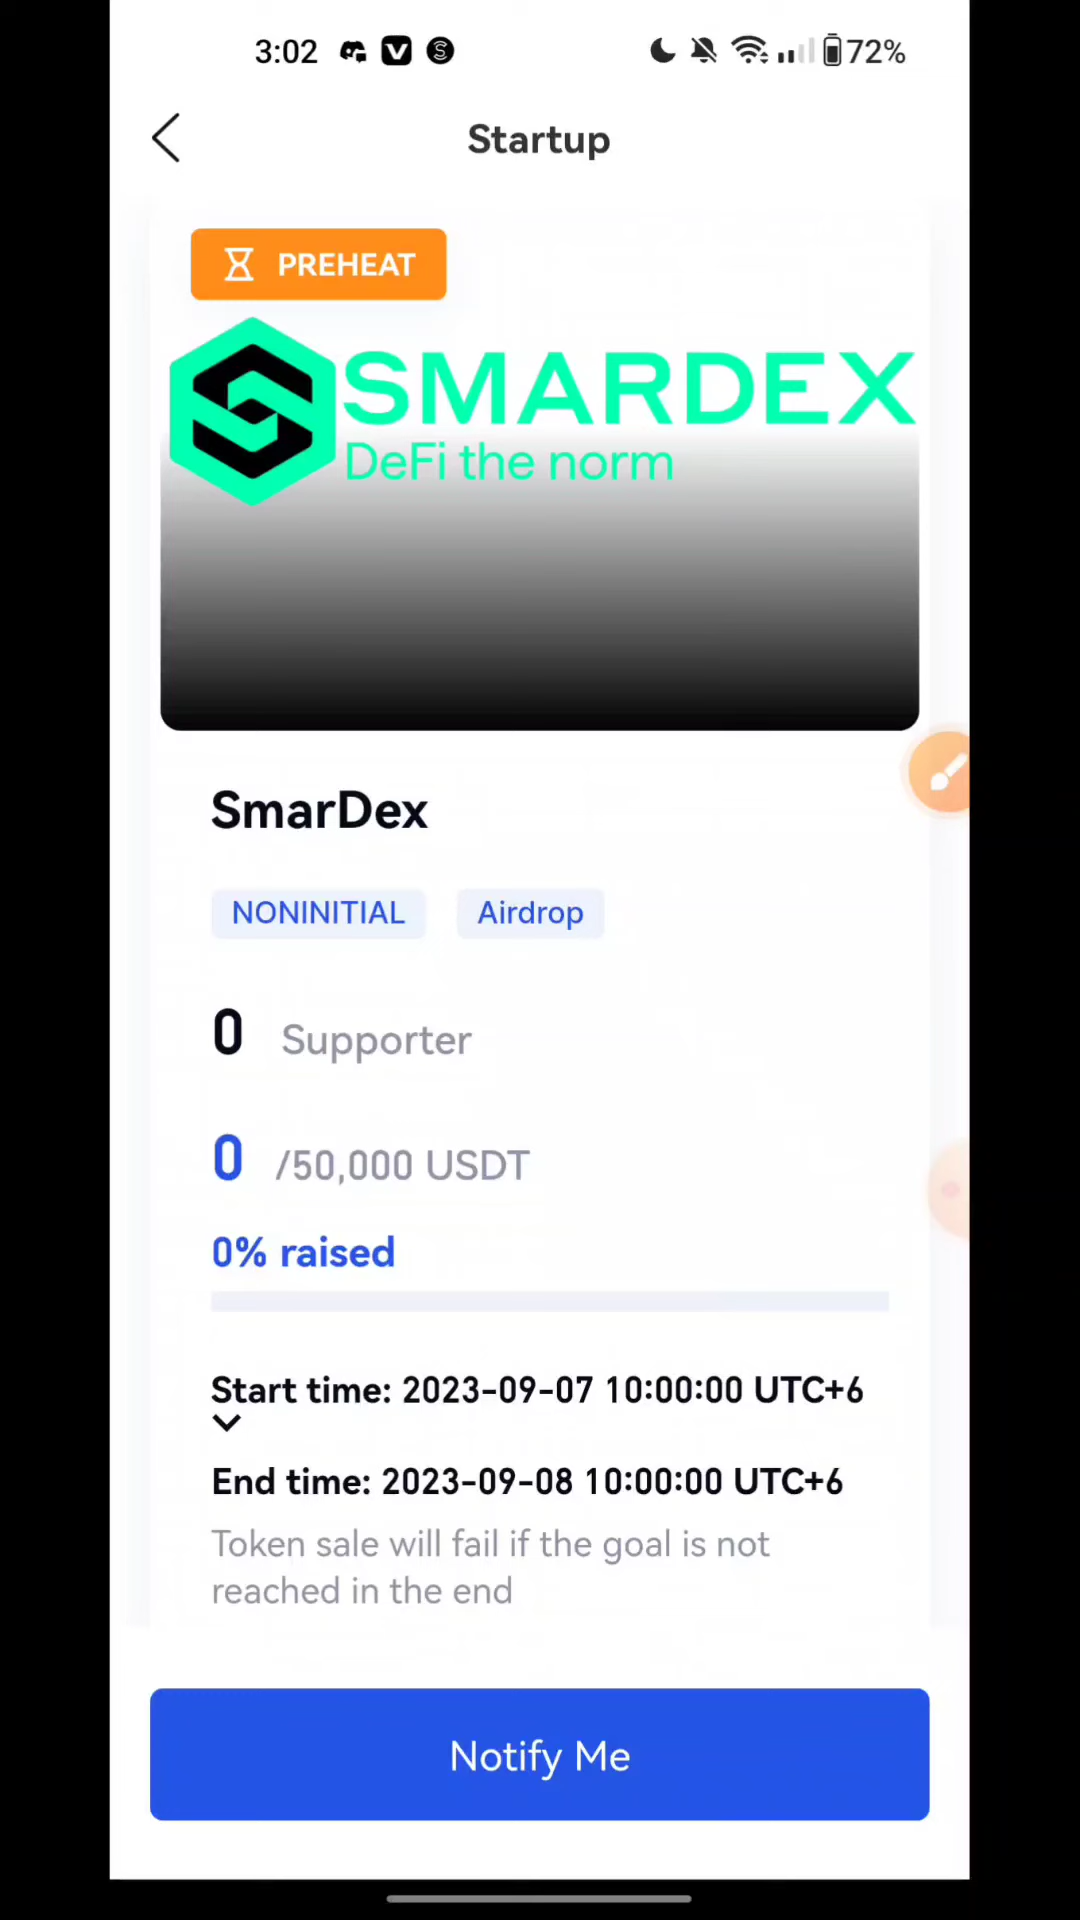 3:02
72%
Startup
PREHEAT
SMARDEX
DeFi the norm
SmarDex
NONINITIAL Airdrop
0 Supporter
0 /50,000 USDT
0% raised
Start time: 2023-09-07 10:00:00 UTC+6
End time: 2023-09-08 10:00:00 UTC+6
Token sale will fail if the goal is not
reached in the end
Notify Me